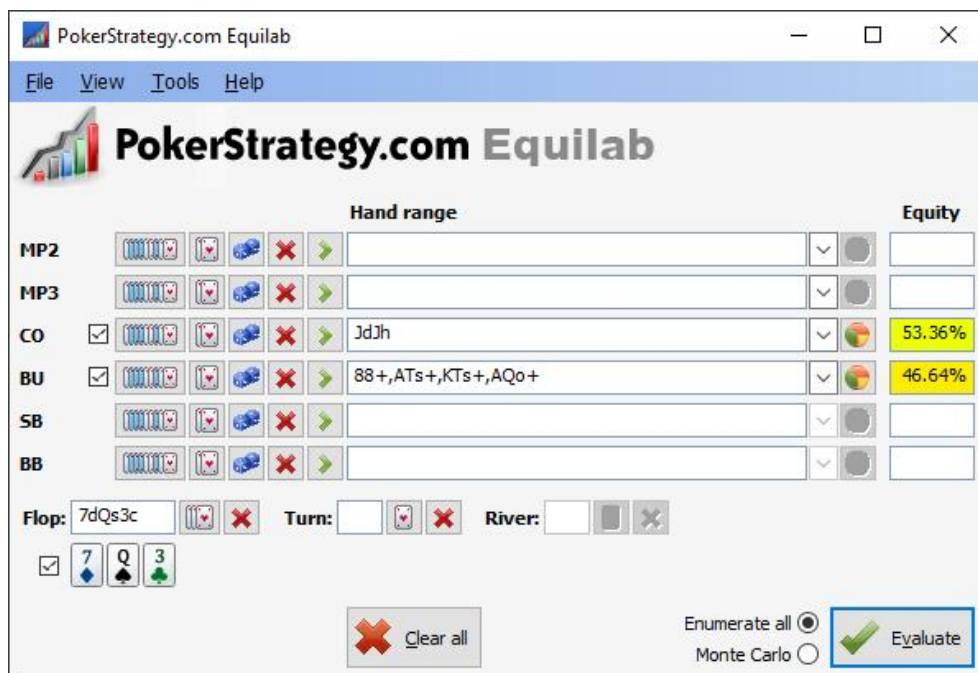 PokerStrategy.com Equilab
File View Tools Help
PokerStrategy.com Equilab
Hand range Equity
MP2
MP3
CO JdJh 53.36%
BU 88+,ATs+,KTs+,AQo+ 46.64%
SB
BB
Flop: 7dQs3c Turn: River:
7 Q 3
Clear all Enumerate all Evaluate
Monte Carlo